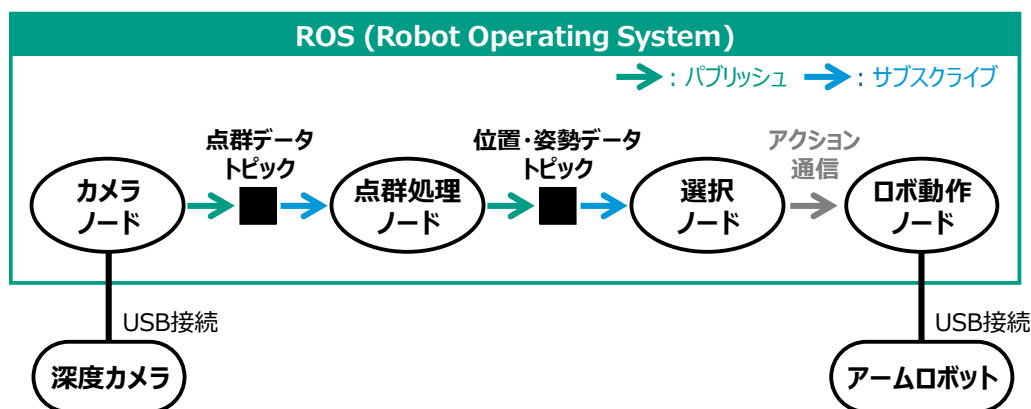 ROS (Robot Operating System)
：パブリッシュ ：サブスクライブ
点群データ
トピック
位置・姿勢データ
トピック
アクション
通信
カメラ
ノード
点群処理
ノード
選択
ノード
ロボ動作
ノード
USB接続
USB接続
深度カメラ
アームロボット